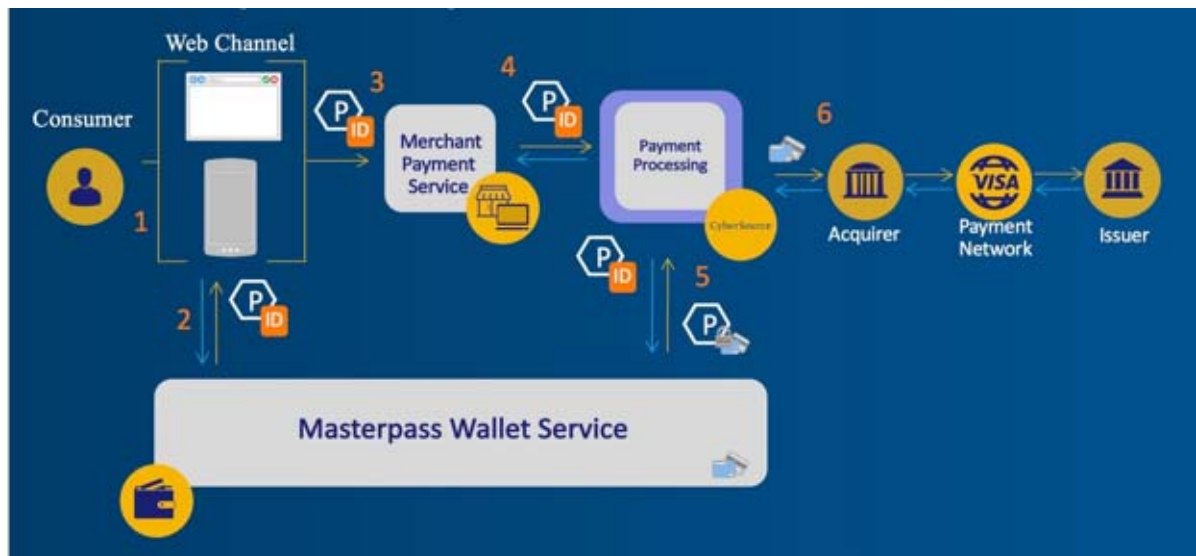 Web Channel
Consumer
1
2
P
ID
3
P
ID
Merchant
Payment
Service
4
P
ID
Payment
Processing
CyberSource
P
ID
5
P
6
Acquirer
VISA
Payment
Network
Issuer
Masterpass Wallet Service